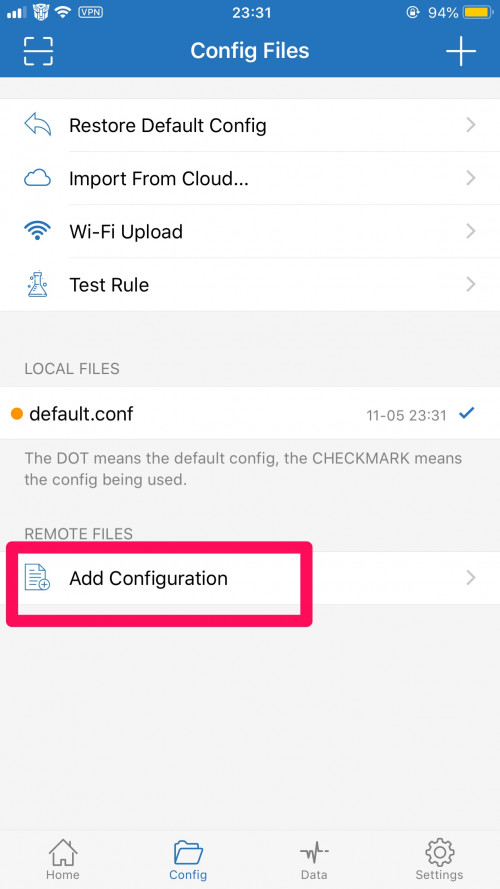 VPN 23:31 94%
Config Files
Restore Default Config
Import From Cloud...
Wi-Fi Upload
Test Rule
LOCAL FILES
default.conf 11-05 23:31
The DOT means the default config, the CHECKMARK means
the config being used.
REMOTE FILES
Add Configuration
Home Config Data Settings